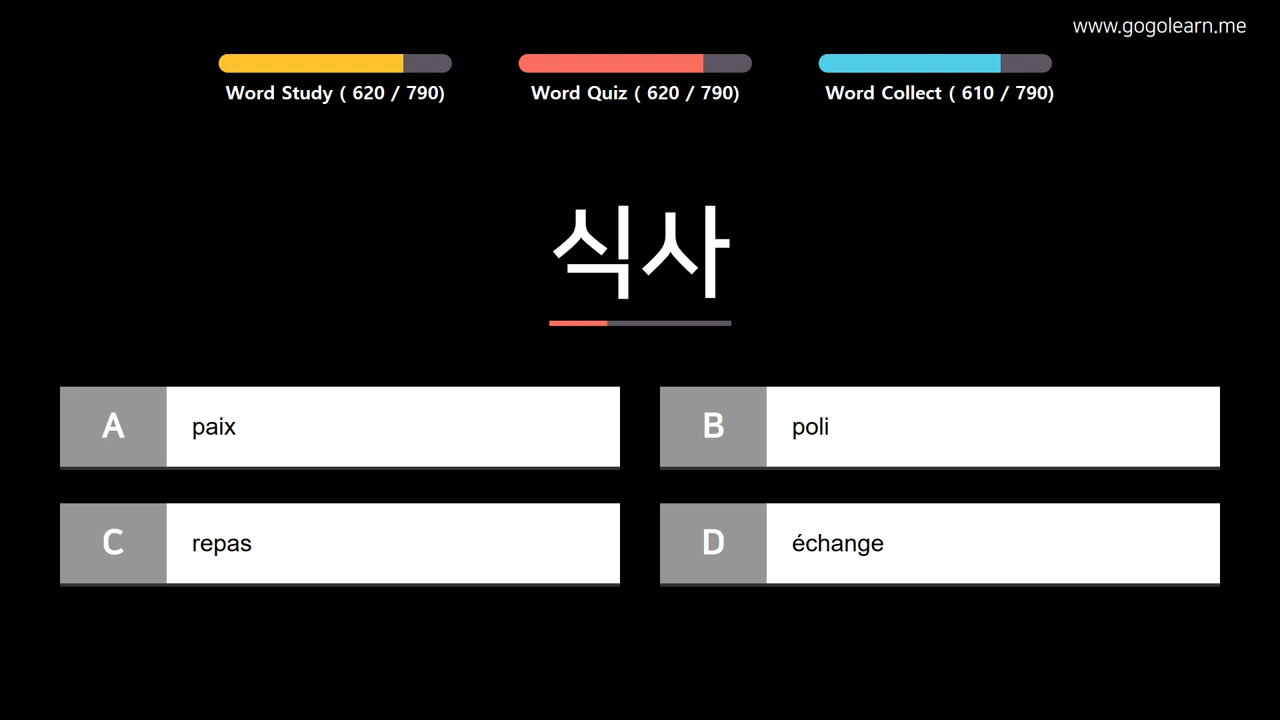 www.gogolearn.me
Word Study ( 620 / 790)
Word Quiz ( 620 / 790)
Word Collect ( 610 / 790)
식사
A paix
B poli
C repas
D échange